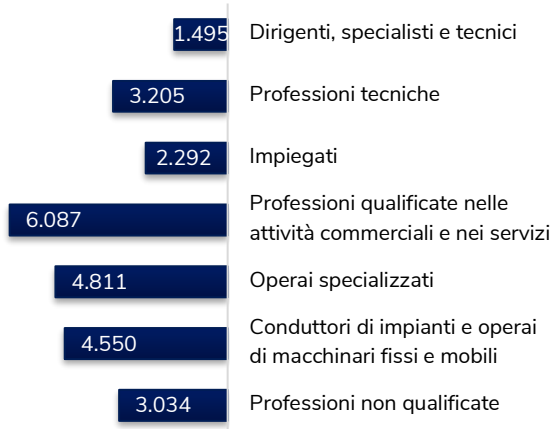 1.495 Dirigenti, specialisti e tecnici
3.205 Professioni tecniche
2.292 Impiegati
6.087 Professioni qualificate nelle
attività commerciali e nei servizi
4.811 Operai specializzati
4.550 Conduttori di impianti e operai
di macchinari fissi e mobili
3.034 Professioni non qualificate